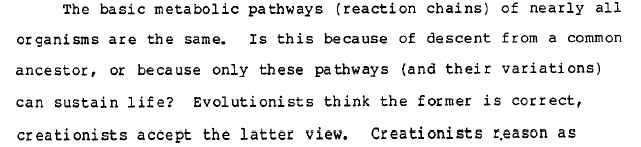 The basic metabolic pathways (reaction chains) of nearly all
organisms are the same. Is this because of descent from a common
ancestor, or because only these pathways (and their variations)
can sustain life? Evolutionists think the former is correct,
creationists accept the latter view. Creationists reason as